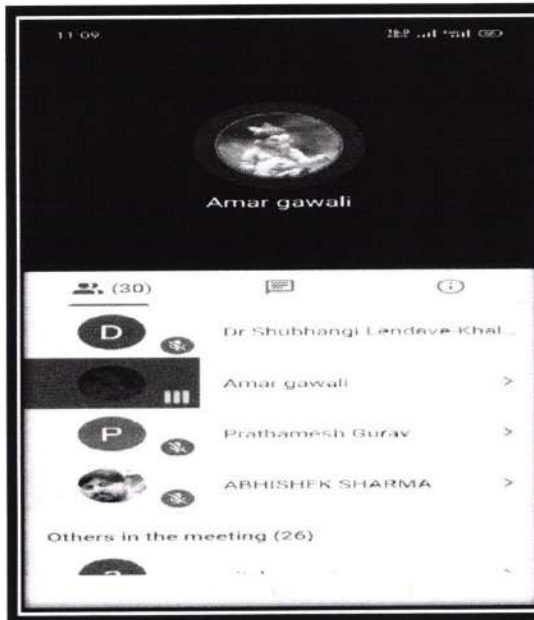 11:09
Amar gawali
(30)
D
Dr Shubhangi Lendave-Khal...
Amar gawali
P
Prathamesh Gurav
ABHISHEK SHARMA
Others in the meeting (26)